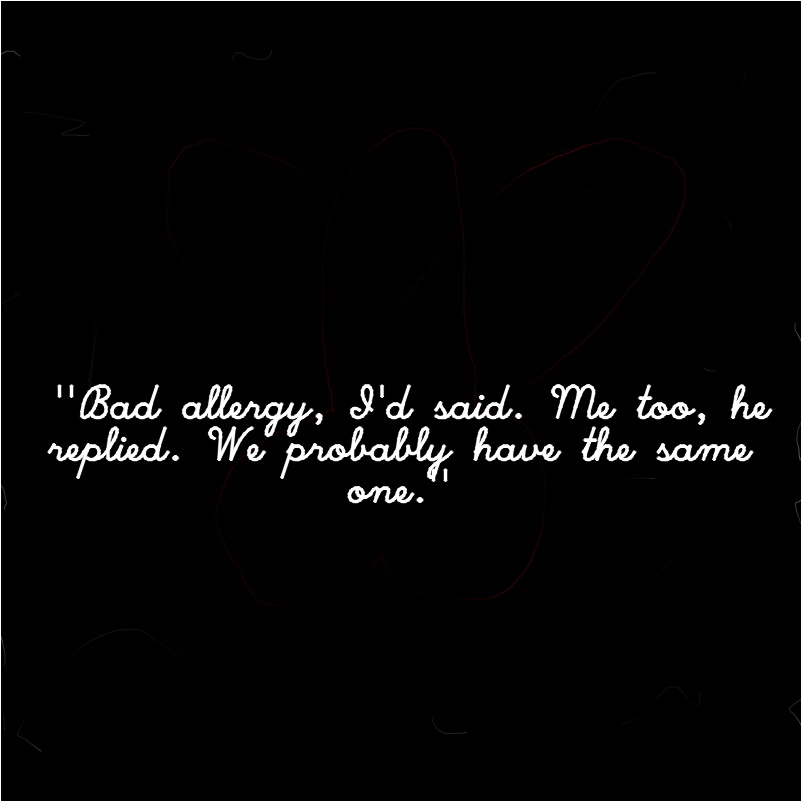 "Bad allergy, I'd said. Me too, he
replied. We probably have the same
one."